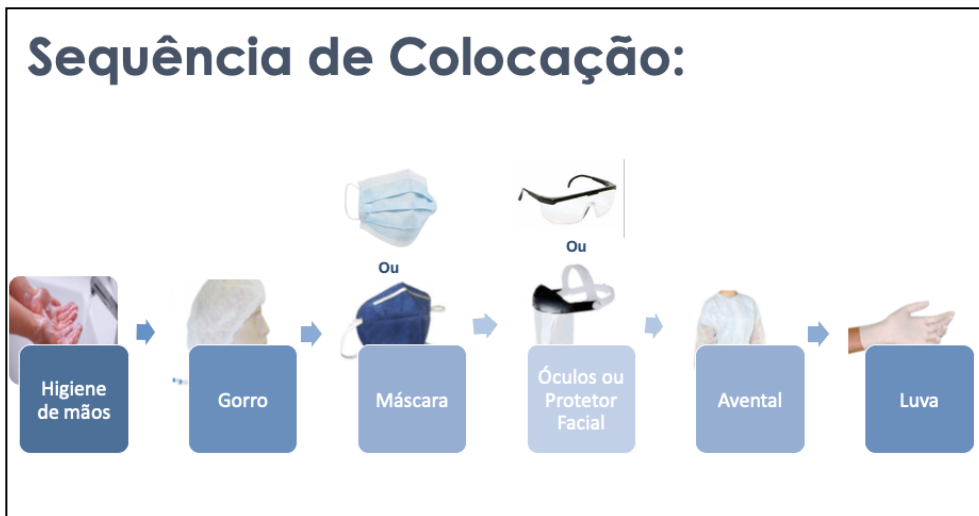 Sequência de Colocação:
Ou
Ou
Higiene
de mãos
Gorro
Máscara
Óculos ou
Protetor
Facial
Avental
Luva